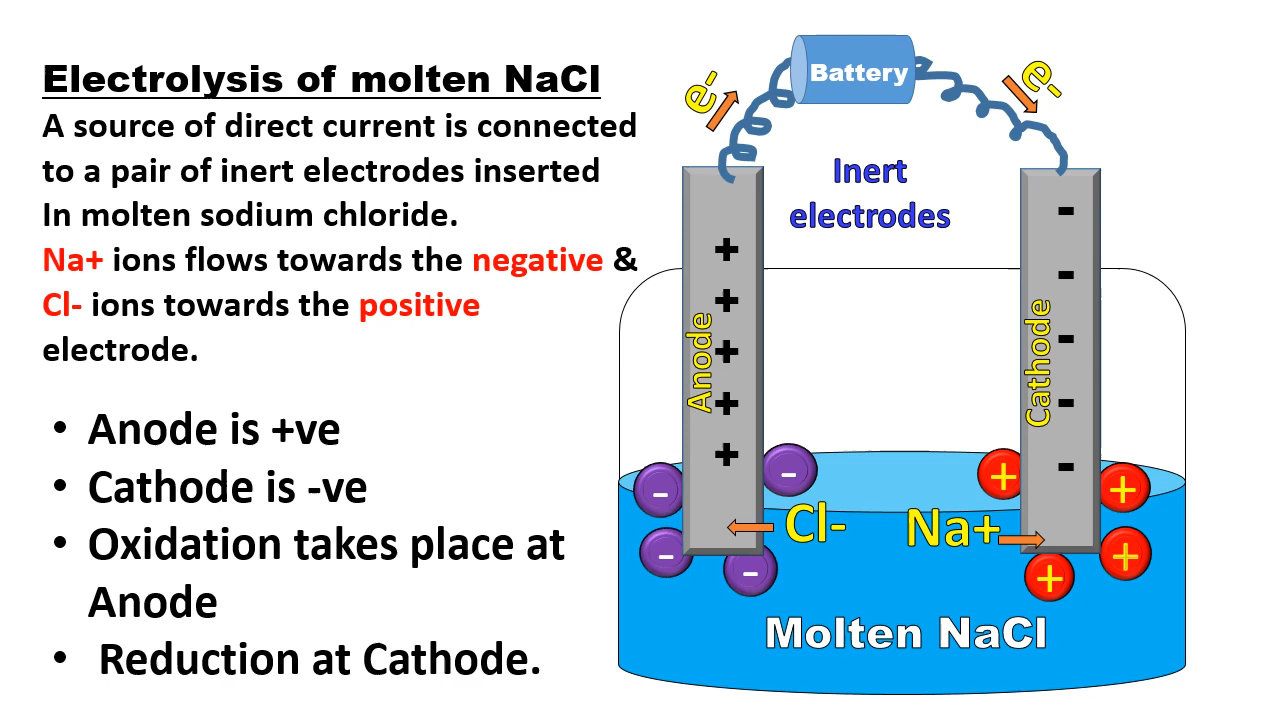 Electrolysis of molten NaCl
A source of direct current is connected
to a pair of inert electrodes inserted
In molten sodium chloride.
Na+ ions flows towards the negative &
Cl- ions towards the positive
electrode.
• Anode is +ve
• Cathode is -ve
• Oxidation takes place at
Anode
• Reduction at Cathode.
Battery
e-
e-
Inert
electrodes
Anode
+
+
+
+
+
Cathode
-
-
-
-
-
-
-
-
-
+
+
+
+
Cl-
Na+
Molten NaCl